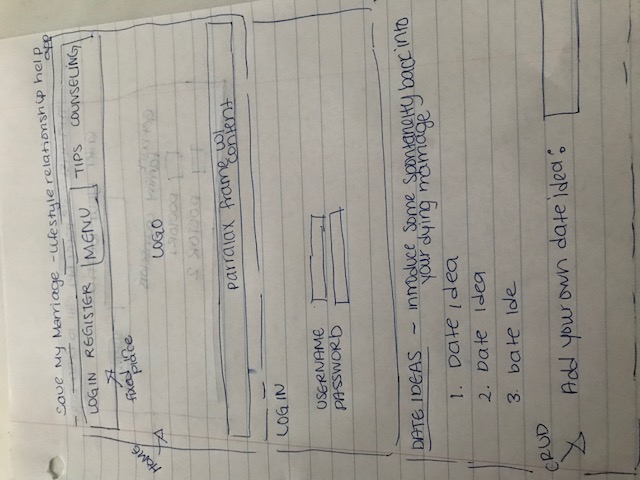 Save My Marriage - Lifestyle relationship help app
LOGIN REGISTER MENU TIPS COUNSELING
fixed in place
HOME
LOGO
parralax frame w/ content
LOGIN
USERNAME
PASSWORD
DATE IDEAS - introduce some spontaneity back into
your dying marriage
1. Date idea
2. Date idea
3. Date ide
CRUD
Add your own date idea: